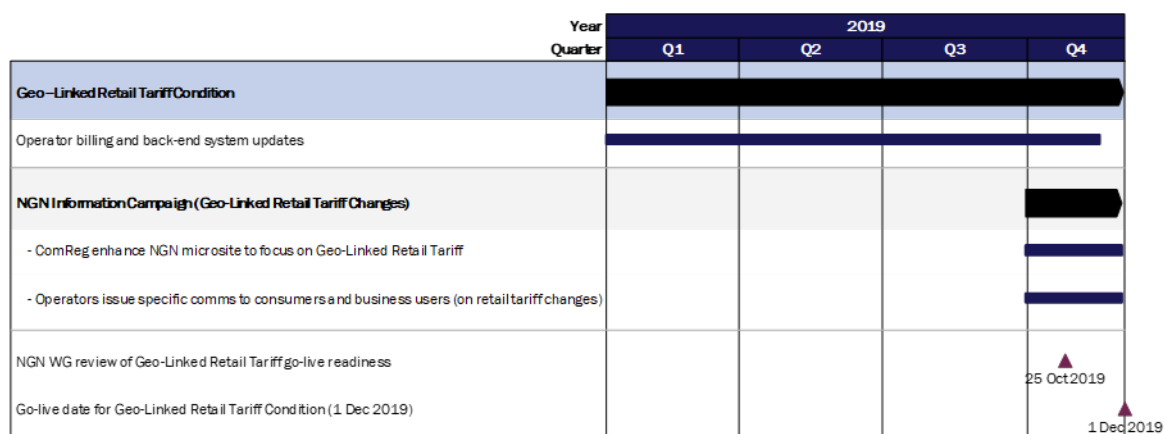 Year 2019
Quarter Q1 Q2 Q3 Q4
Geo-Linked Retail Tariff Condition
Operator billing and back-end system updates
NGN Information Campaign (Geo-Linked Retail Tariff Changes)
- ComReg enhance NGN microsite to focus on Geo-Linked Retail Tariff
- Operators issue specific comms to consumers and business users (on retail tariff changes)
NGN WG review of Geo-Linked Retail Tariff go-live readiness
25 Oct 2019
Go-live date for Geo-Linked Retail Tariff Condition (1 Dec 2019)
1 Dec 2019